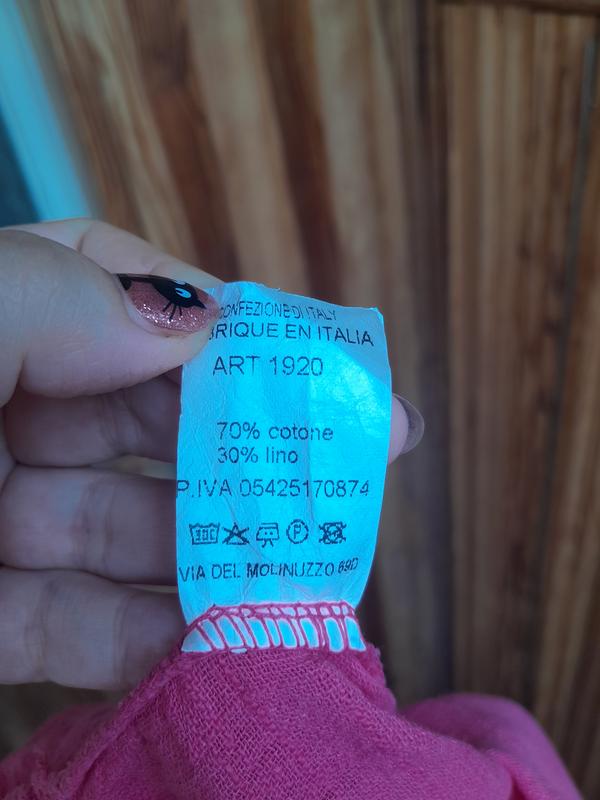 CONFEZIONE DI ITALY
BRIQUE EN ITALIA
ART 1920
70% cotone
30% lino
P.IVA 05425170874
VIA DEL MOLINUZZO 69D